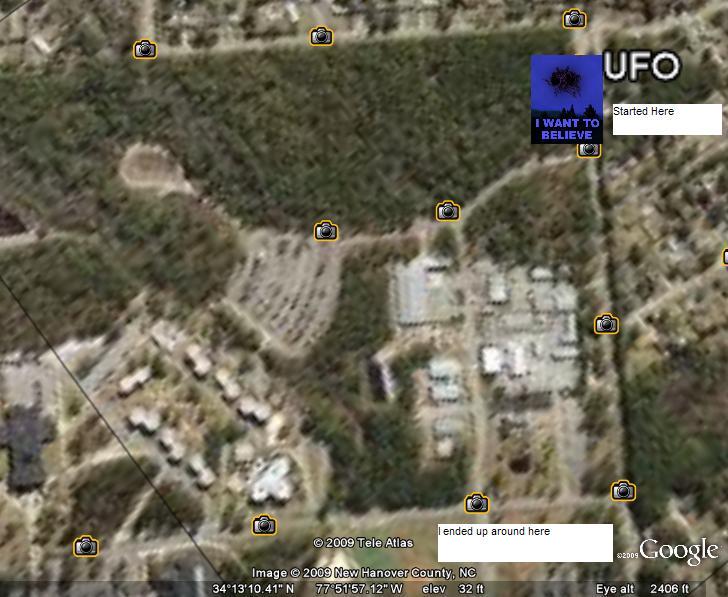 UFO
I WANT TO
BELIEVE
Started Here
I ended up around here
© 2009 Tele Atlas
©2009 Google
Image © 2009 New Hanover County, NC
34°13'10.41" N    77°51'57.12" W    elev    32 ft    Eye alt    2406 ft